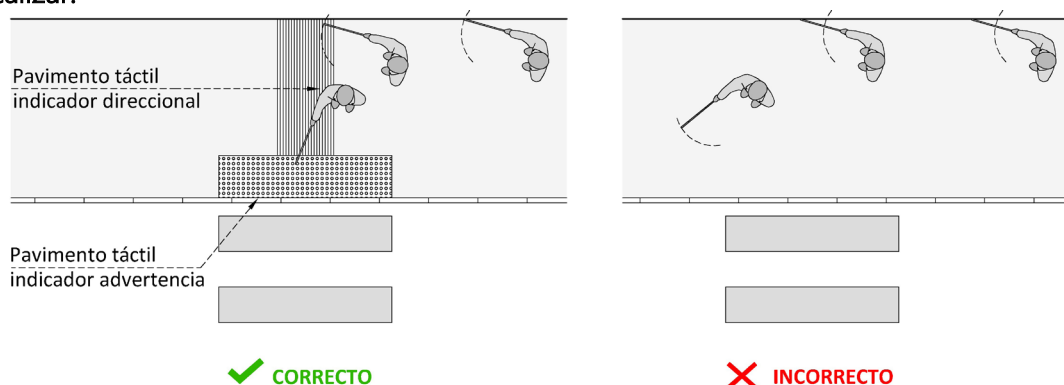 Pavimento táctil
indicador direccional
Pavimento táctil
indicador advertencia
CORRECTO
INCORRECTO